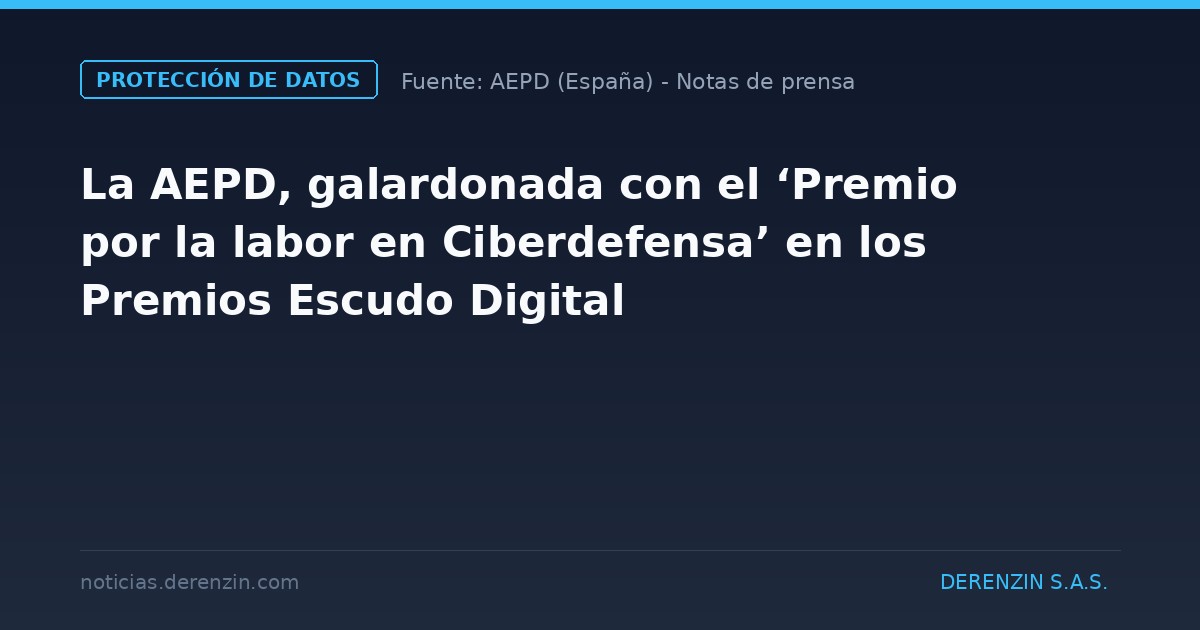 PROTECCIÓN DE DATOS
Fuente: AEPD (España) - Notas de prensa
La AEPD, galardonada con el ‘Premio
por la labor en Ciberdefensa’ en los
Premios Escudo Digital
noticias.derenzin.com
DERENZIN S.A.S.